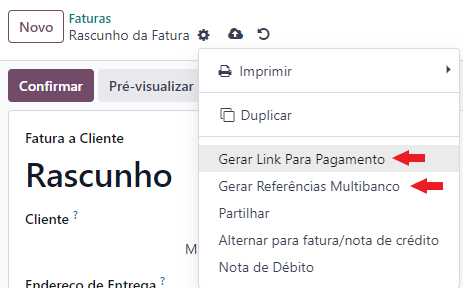 Novo
Faturas
Rascunho da Fatura
Imprimir
Confirmar
Pré-visualizar
Duplicar
Fatura a Cliente
Gerar Link Para Pagamento
Rascunho
Gerar Referências Multibanco
Cliente ?
Partilhar
M
Alternar para fatura/nota de crédito
Nota de Débito
Endereço de Entrega ?